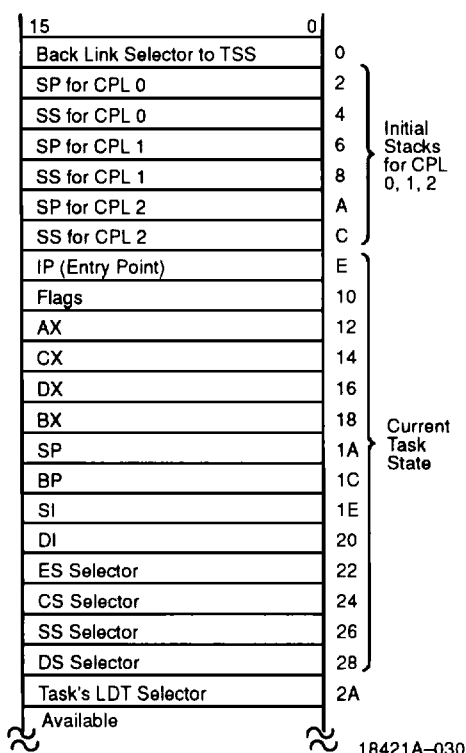 15 0
Back Link Selector to TSS 0
SP for CPL 0 2
SS for CPL 0 4
SP for CPL 1 6
SS for CPL 1 8
SP for CPL 2 A
SS for CPL 2 C
Initial
Stacks
for CPL
0, 1, 2
IP (Entry Point) E
Flags 10
AX 12
CX 14
DX 16
BX 18
SP 1A
BP 1C
SI 1E
DI 20
ES Selector 22
CS Selector 24
SS Selector 26
DS Selector 28
Current
Task
State
Task's LDT Selector 2A
Available
18421A–030